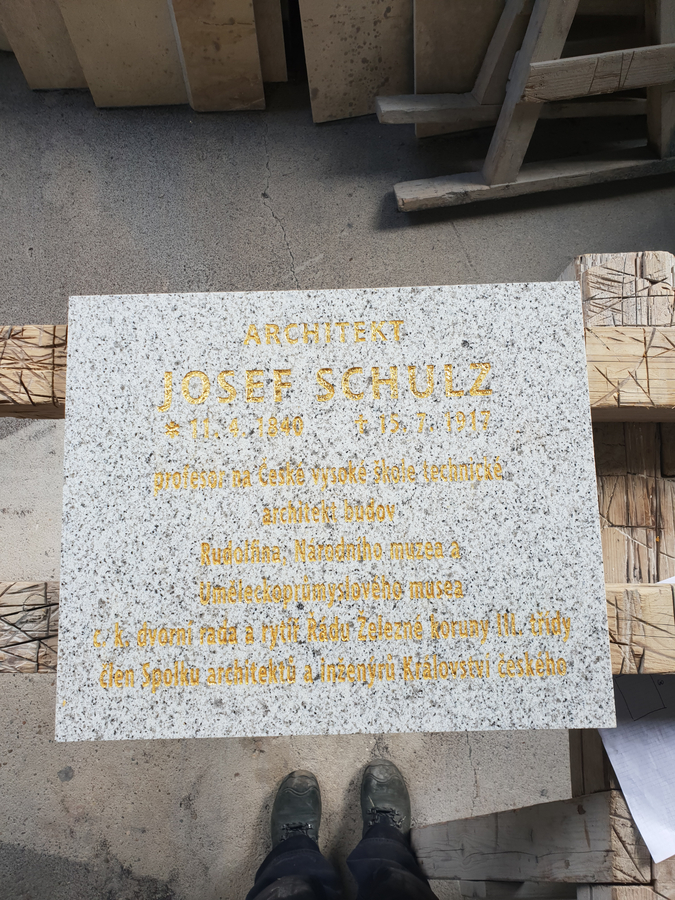 ARCHITEKT
JOSEF SCHULZ
* 11. 4. 1840 † 15. 7. 1917
profesor na České vysoké škole technické
architekt budov
Rudolfina, Národního muzea a
Uměleckoprůmyslového musea
c. k. dvorní rada a rytíř Řádu Železné koruny III. třídy
člen Spolku architektů a inženýrů Království českého